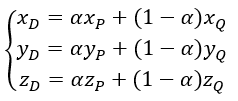 x_D = αx_P + (1 − α)x_Q
y_D = αy_P + (1 − α)y_Q
z_D = αz_P + (1 − α)z_Q